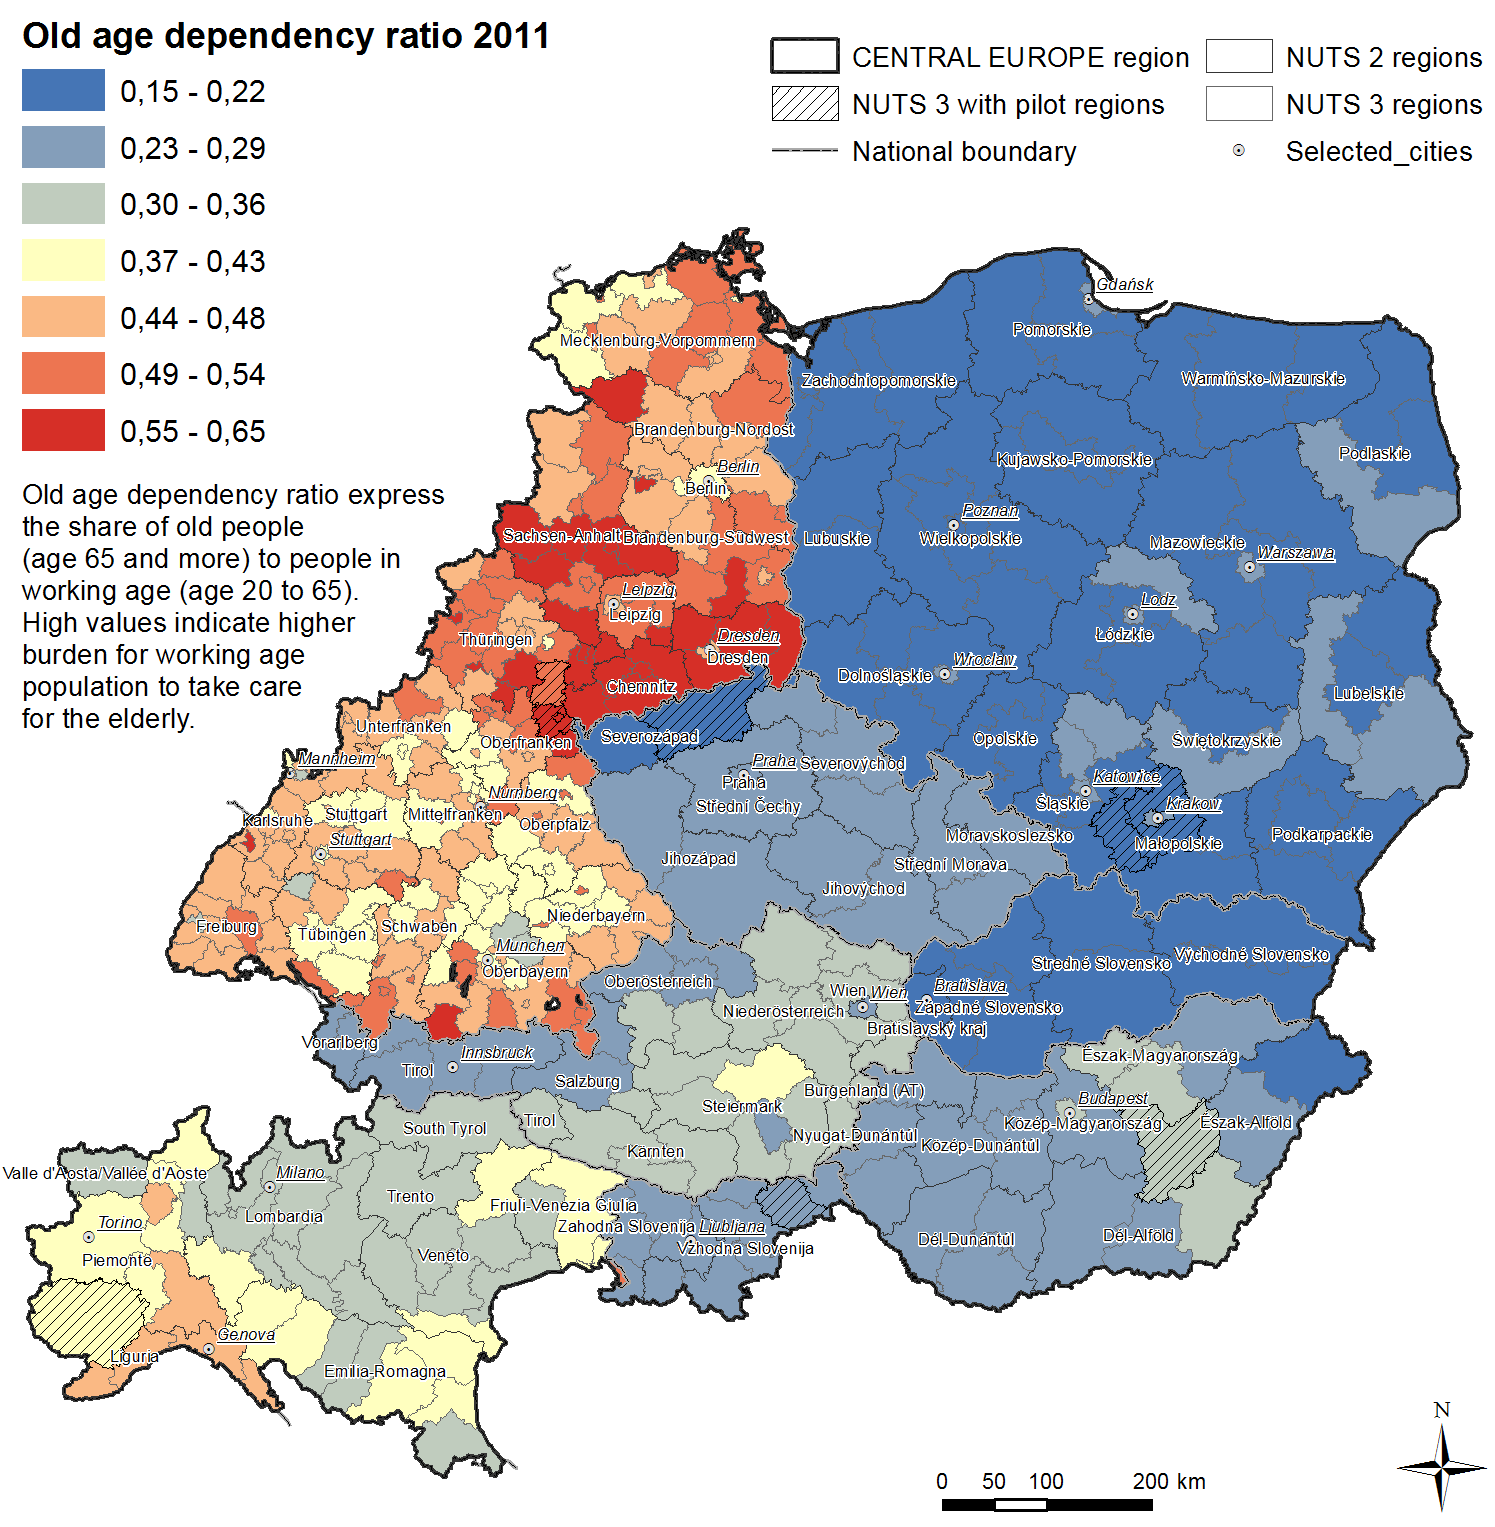 Old age dependency ratio 2011
0,15 - 0,22
0,23 - 0,29
0,30 - 0,36
0,37 - 0,43
0,44 - 0,48
0,49 - 0,54
0,55 - 0,65
Old age dependency ratio express
the share of old people
(age 65 and more) to people in
working age (age 20 to 65).
High values indicate higher
burden for working age
population to take care
for the elderly.
CENTRAL EUROPE region
NUTS 3 with pilot regions
National boundary
NUTS 2 regions
NUTS 3 regions
Selected_cities
Gdańsk
Pomorskie
Mecklenburg-Vorpommern
Zachodniopomorskie
Warmińsko-Mazurskie
Brandenburg-Nordost
Kujawsko-Pomorskie
Podlaskie
Berlin
Berlin
Poznan
Sachsen-Anhalt
Brandenburg-Südwest
Lubuskie
Wielkopolskie
Mazowieckie
Warszawa
Leipzig
Leipzig
Lodz
Łódzkie
Thüringen
Dresden
Dresden
Wroclaw
Dolnośląskie
Chemnitz
Lubelskie
Unterfranken
Oberfranken
Severozápad
Opolskie
Świętokrzyskie
Mannheim
Praha
Praha
Severovýchod
Katowice
Nurnberg
Střední Čechy
Śląskie
Krakow
Karlsruhe
Stuttgart
Mittelfranken
Oberpfalz
Moravskoslezsko
Małopolskie
Podkarpackie
Stuttgart
Jihozápad
Střední Morava
Jihovýchod
Freiburg
Tübingen
Schwaben
Niederbayern
Munchen
Oberbayern
Stredné Slovensko
Východné Slovensko
Oberösterreich
Wien
Wien
Bratislava
Niederösterreich
Západné Slovensko
Bratislavský kraj
Vorarlberg
Innsbruck
Tirol
Salzburg
Észak-Magyarország
Burgenland (AT)
Steiermark
Budapest
Közép-Magyarország
Észak-Alföld
South Tyrol
Tirol
Nyugat-Dunántúl
Közép-Dunántúl
Kärnten
Valle d'Aosta/Vallée d'Aoste
Milano
Trento
Lombardia
Friuli-Venezia Giulia
Torino
Zahodna Slovenija
Ljubljana
Vzhodna Slovenija
Dél-Dunántúl
Dél-Alföld
Piemonte
Veneto
Genova
Liguria
Emilia-Romagna
N
0 50 100 200 km